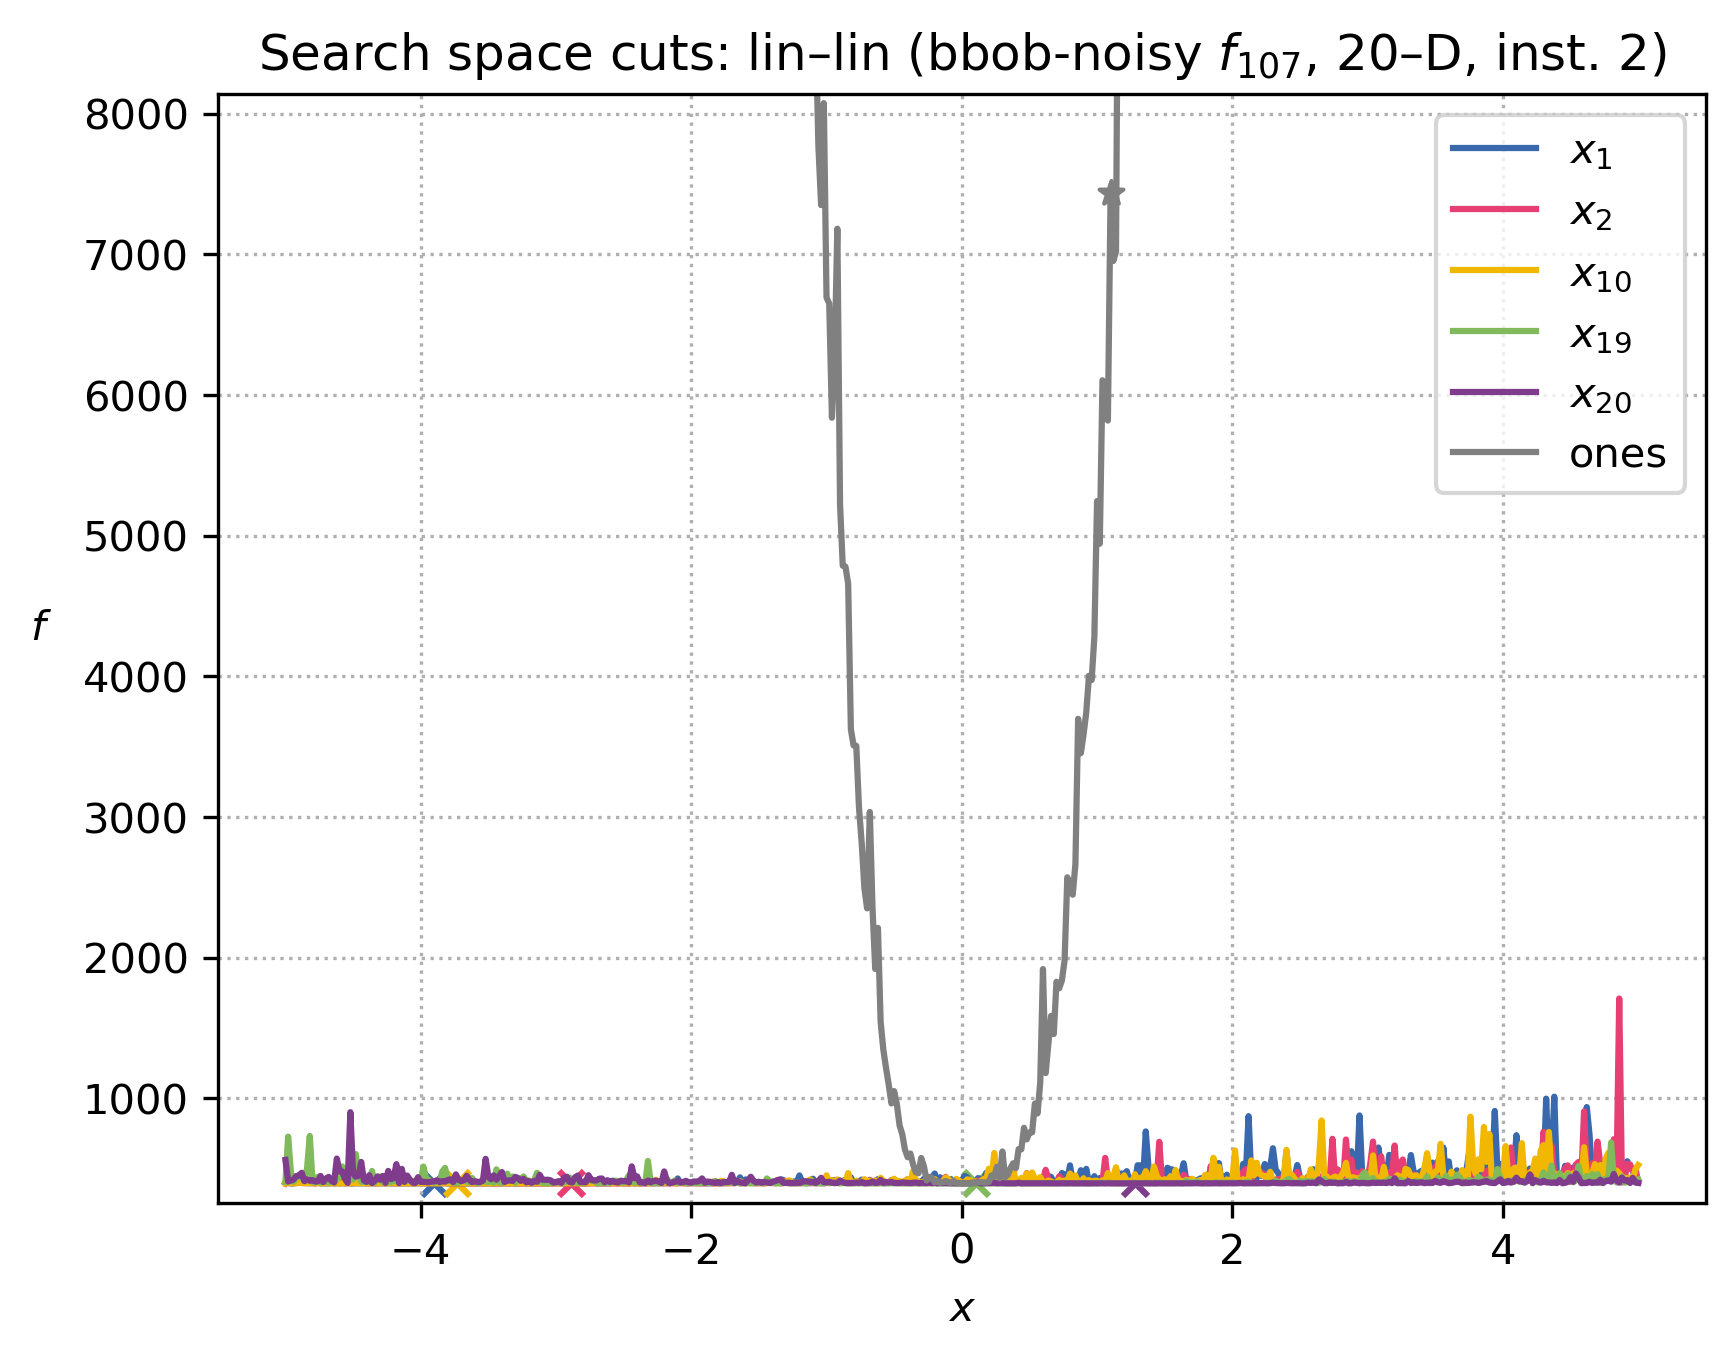 Search space cuts: lin–lin (bbob-noisy f₁₀₇, 20–D, inst. 2)
8000
7000
6000
5000
4000
3000
2000
1000
f
−4
−2
0
2
4
x
x₁
x₂
x₁₀
x₁₉
x₂₀
ones